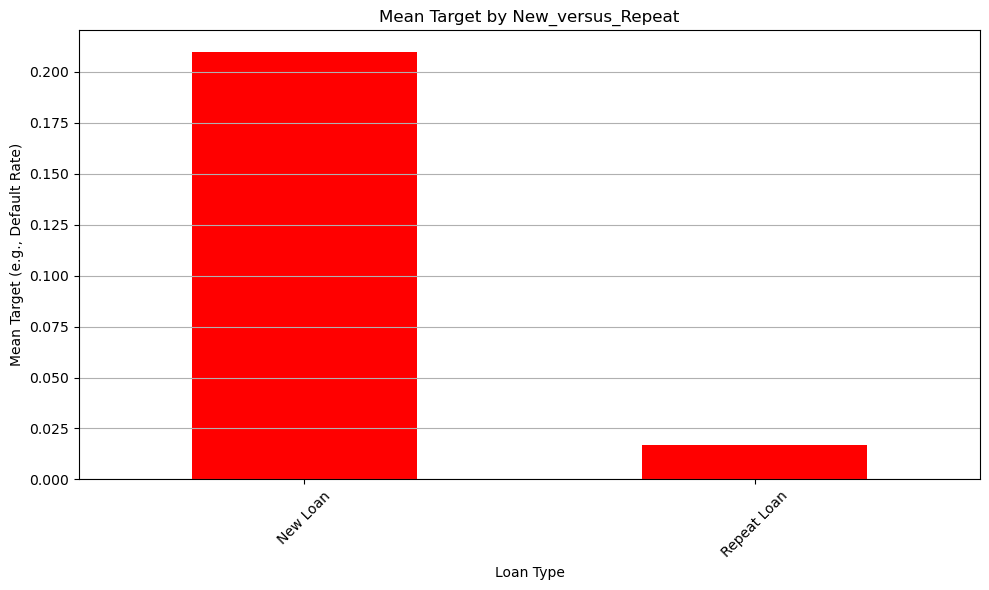 Mean Target by New_versus_Repeat
Mean Target (e.g., Default Rate)
0.200
0.175
0.150
0.125
0.100
0.075
0.050
0.025
0.000
New Loan
Repeat Loan
Loan Type